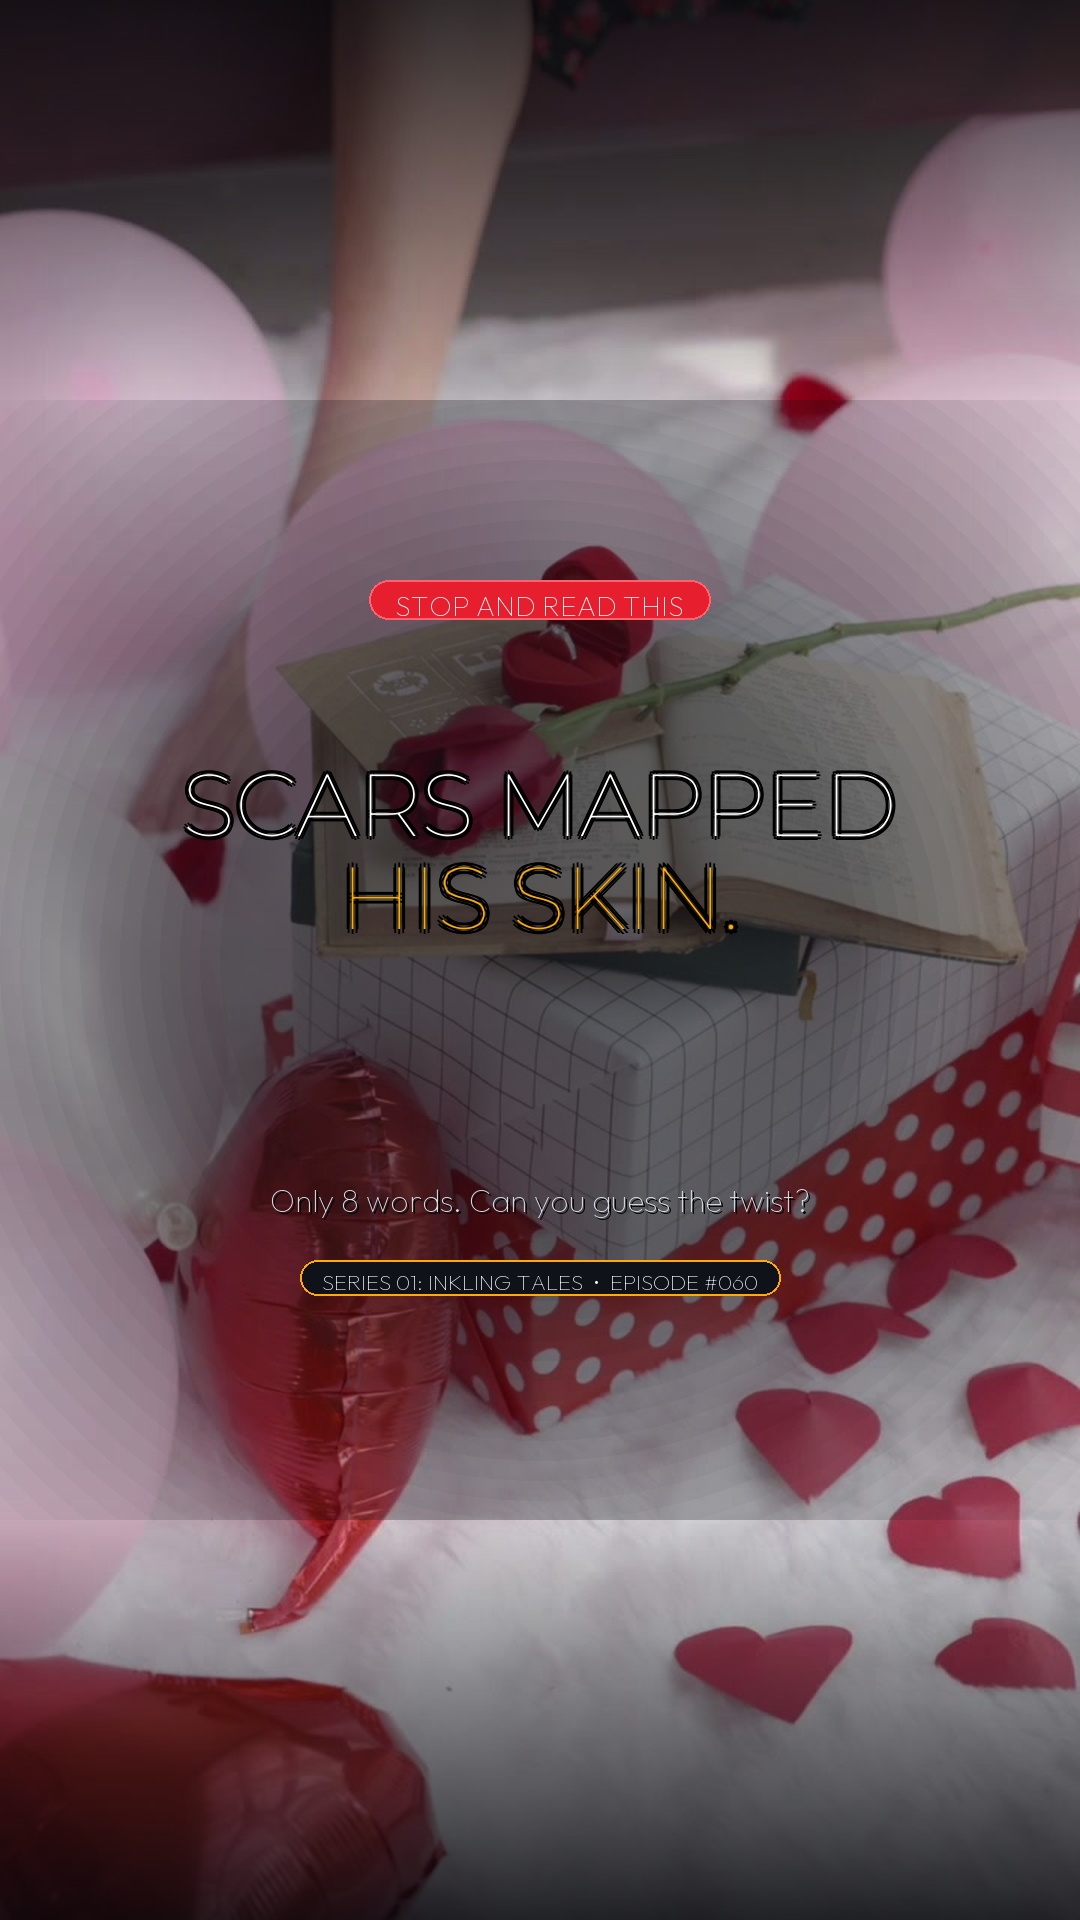 STOP AND READ THIS
SCARS MAPPED
HIS SKIN.
Only 8 words. Can you guess the twist?
SERIES 01: INKLING TALES • EPISODE #060